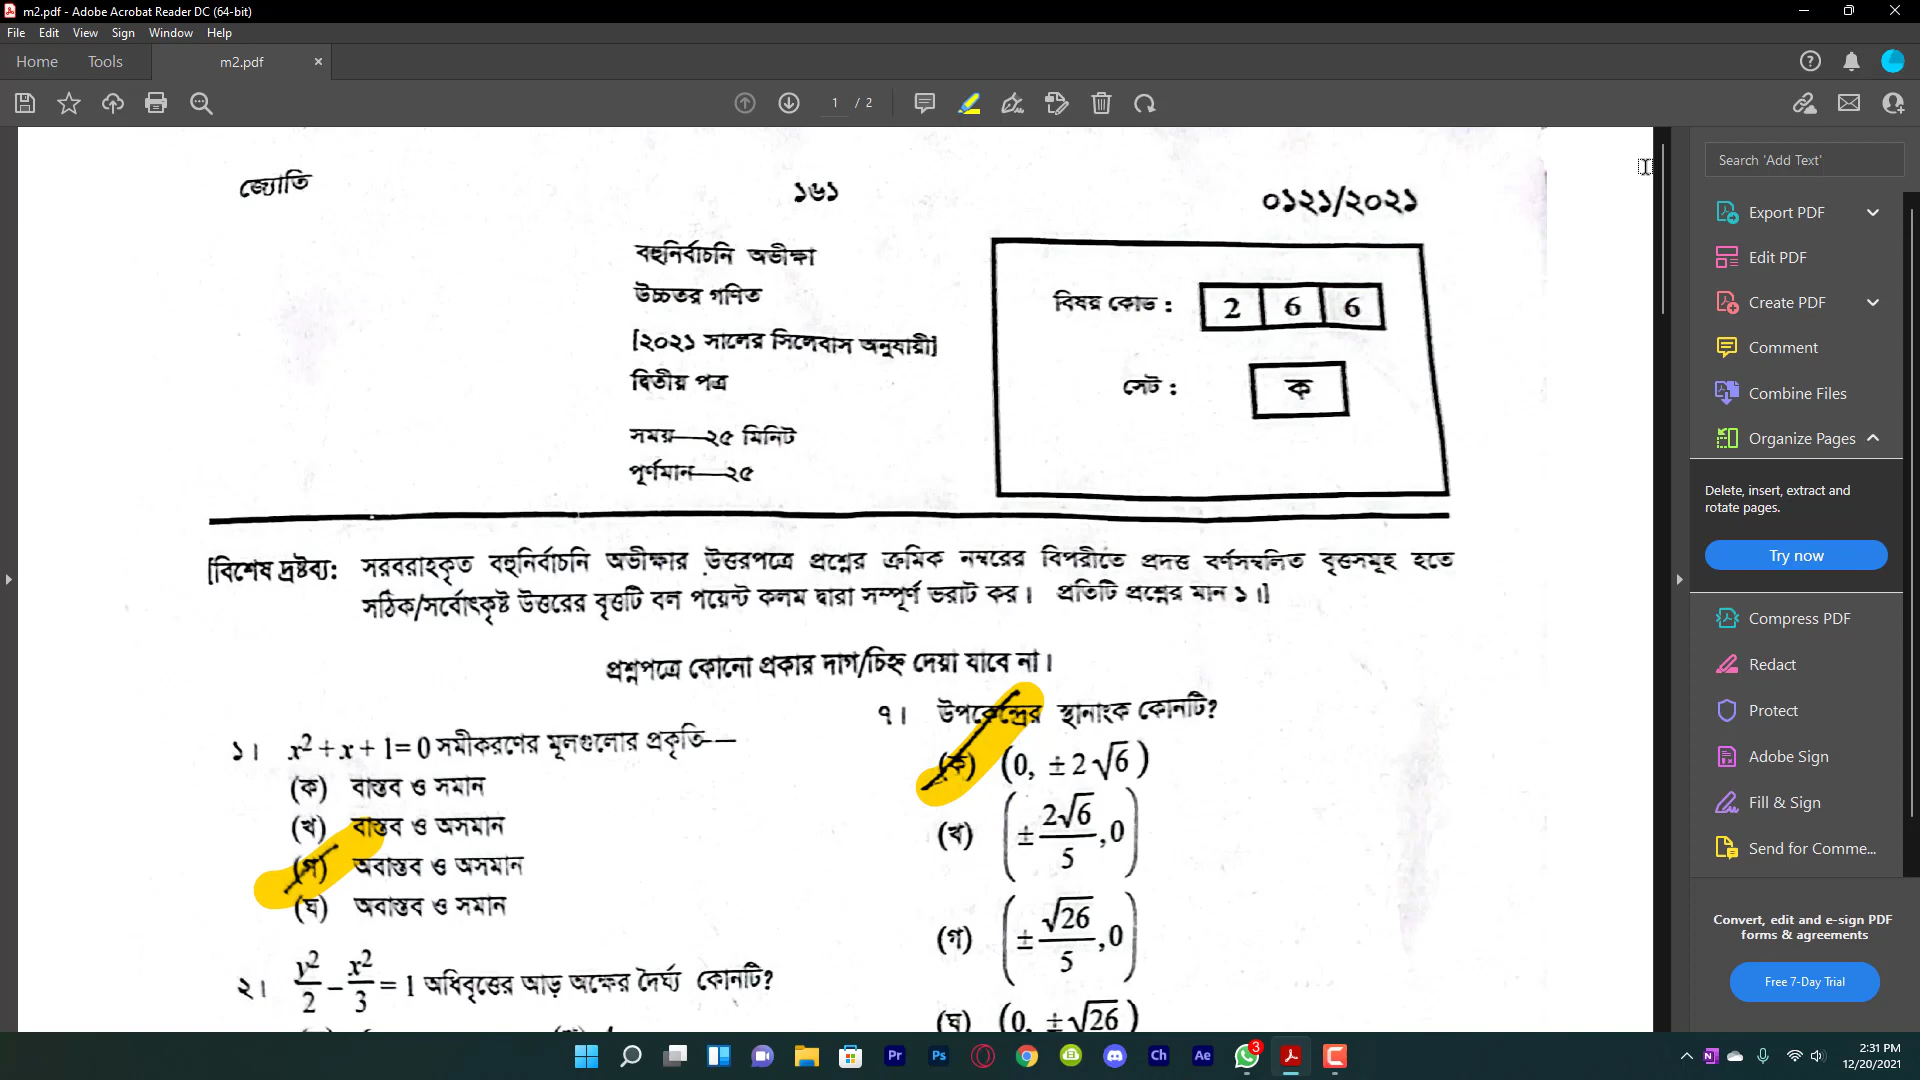 m2.pdf - Adobe Acrobat Reader DC (64-bit)
File Edit View Sign Window Help
Home Tools m2.pdf
1 / 2
Search 'Add Text'
Export PDF
Edit PDF
Create PDF
Comment
Combine Files
Organize Pages
Delete, insert, extract and
rotate pages.
Try now
Compress PDF
Redact
Protect
Adobe Sign
Fill & Sign
Send for Comme...
Convert, edit and e-sign PDF
forms & agreements
Free 7-Day Trial
জ্যোতি ১৬১ ০১২১/২০২১
বহুনির্বাচনি অভীক্ষা
উচ্চতর গণিত
[২০২১ সালের সিলেবাস অনুযায়ী]
দ্বিতীয় পত্র
সময়—২৫ মিনিট
পূর্ণমান—২৫
বিষয় কোড : 2 6 6
সেট : ক
[বিশেষ দ্রষ্টব্য: সরবরাহকৃত বহুনির্বাচনি অভীক্ষার উত্তরপত্রে প্রশ্নের ক্রমিক নম্বরের বিপরীতে প্রদত্ত বর্ণসম্বলিত বৃত্তসমূহ হতে
সঠিক/সর্বোৎকৃষ্ট উত্তরের বৃত্তটি বল পয়েন্ট কলম দ্বারা সম্পূর্ণ ভরাট কর। প্রতিটি প্রশ্নের মান ১।]
প্রশ্নপত্রে কোনো প্রকার দাগ/চিহ্ন দেয়া যাবে না।
১। x² + x + 1 = 0 সমীকরণের মূলগুলোর প্রকৃতি—
(ক) বাস্তব ও সমান
(খ) বাস্তব ও অসমান
(গ) অবাস্তব ও অসমান
(ঘ) অবাস্তব ও সমান
২। y²/2 − x²/3 = 1 অধিবৃত্তের আড় অক্ষের দৈর্ঘ্য কোনটি?
৭। উপকেন্দ্রের স্থানাংক কোনটি?
(ক) (0, ±2√6)
(খ) (±2√6/5, 0)
(গ) (±√26/5, 0)
(ঘ) (0, ±√26)
Pr Ps Ch Ae 3
2:31 PM
12/20/2021